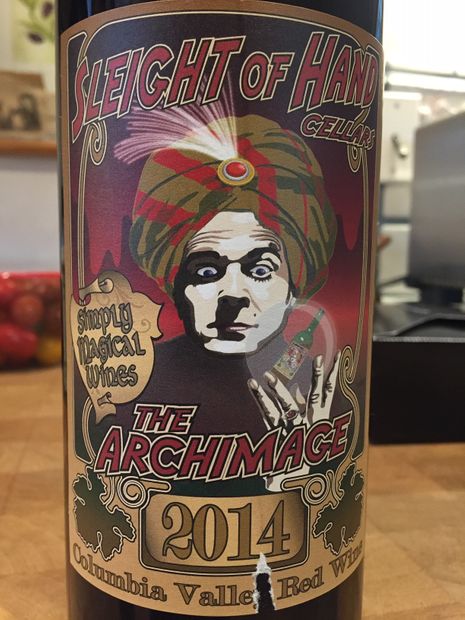 SLEIGHT OF HAND
CELLARS
Simply
Magical
Wines
THE
ARCHIMAGE
2014
Columbia Valle Red Wine